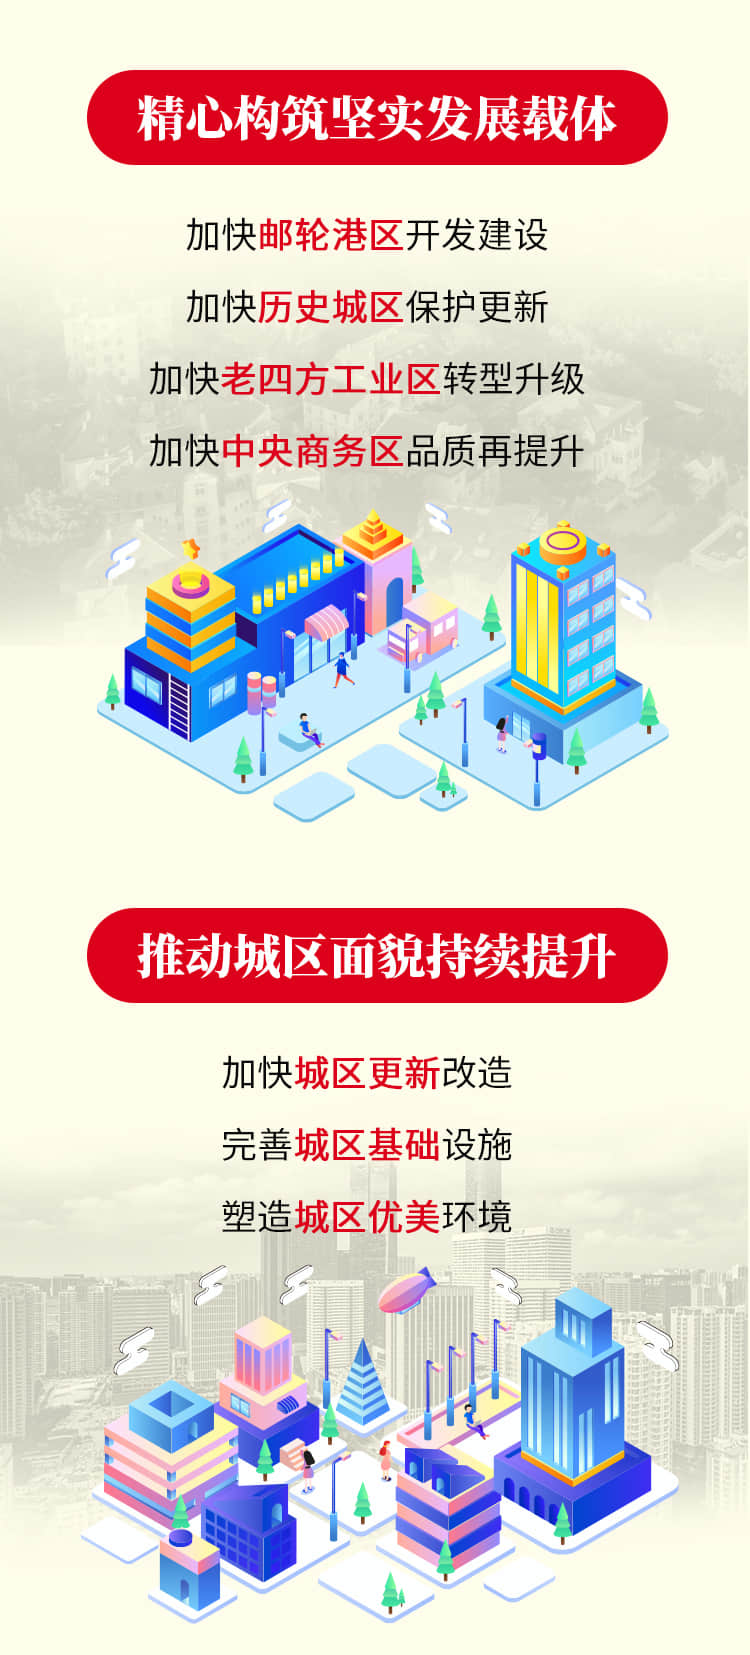 精心构筑坚实发展载体
加快邮轮港区开发建设
加快历史城区保护更新
加快老四方工业区转型升级
加快中央商务区品质再提升
推动城区面貌持续提升
加快城区更新改造
完善城区基础设施
塑造城区优美环境